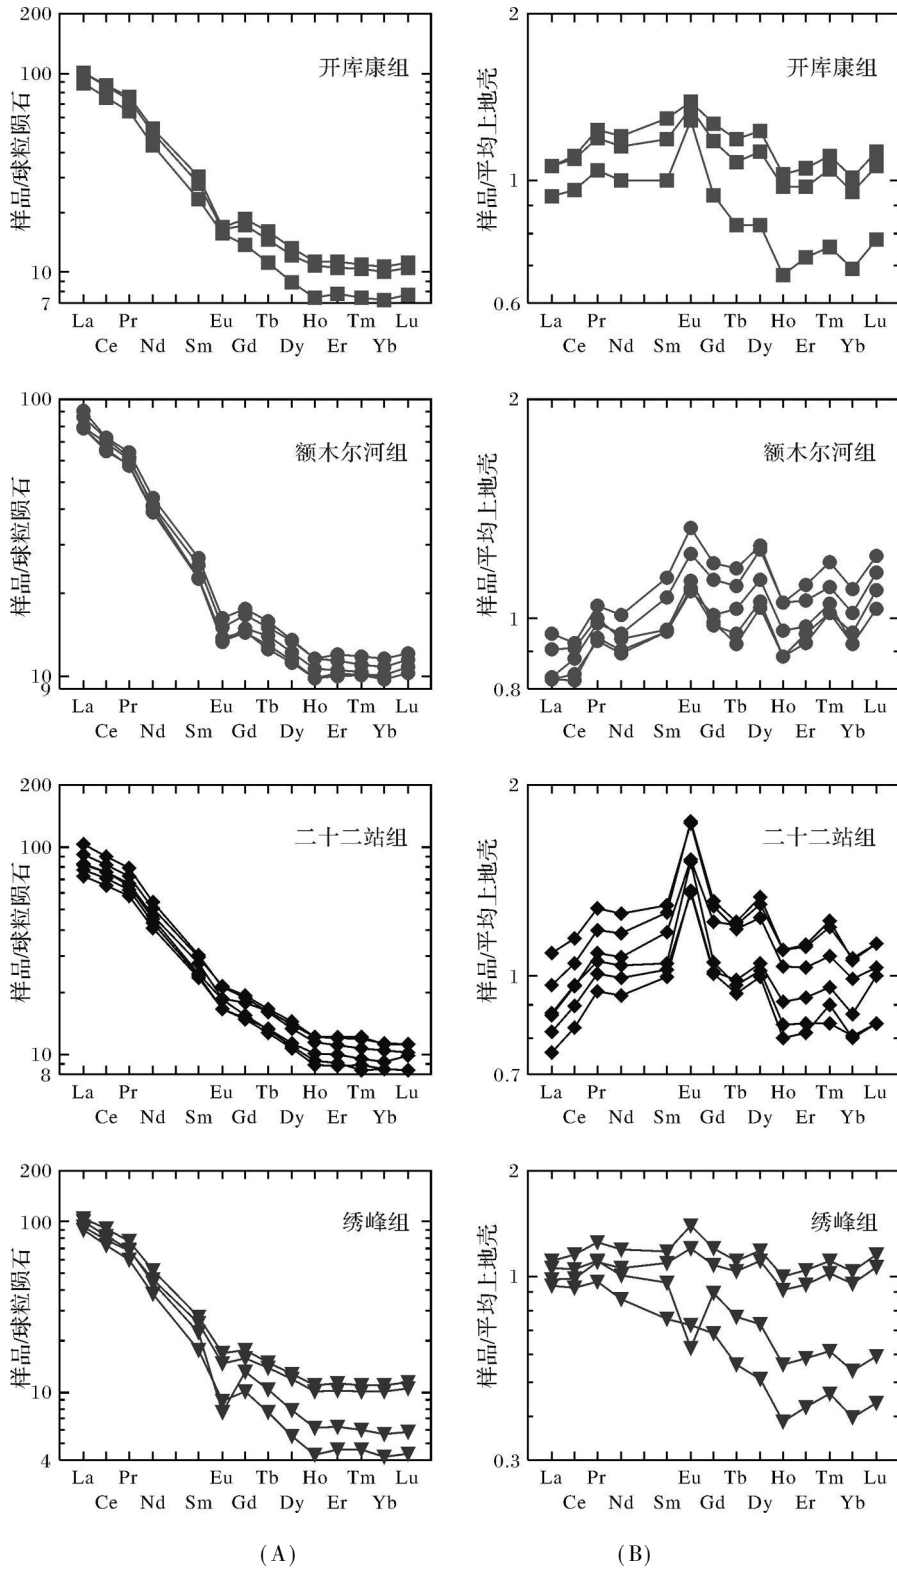 200
100
10
7
样品/球粒陨石
开库康组
La Pr Eu Tb Ho Tm Lu
Ce Nd Sm Gd Dy Er Yb
2
1
0.6
样品/平均上地壳
开库康组
La Pr Eu Tb Ho Tm Lu
Ce Nd Sm Gd Dy Er Yb
100
10
9
样品/球粒陨石
额木尔河组
La Pr Eu Tb Ho Tm Lu
Ce Nd Sm Gd Dy Er Yb
2
1
0.8
样品/平均上地壳
额木尔河组
La Pr Eu Tb Ho Tm Lu
Ce Nd Sm Gd Dy Er Yb
200
100
10
8
样品/球粒陨石
二十二站组
La Pr Eu Tb Ho Tm Lu
Ce Nd Sm Gd Dy Er Yb
2
1
0.7
样品/平均上地壳
二十二站组
La Pr Eu Tb Ho Tm Lu
Ce Nd Sm Gd Dy Er Yb
200
100
10
4
样品/球粒陨石
绣峰组
La Pr Eu Tb Ho Tm Lu
Ce Nd Sm Gd Dy Er Yb
2
1
0.3
样品/平均上地壳
绣峰组
La Pr Eu Tb Ho Tm Lu
Ce Nd Sm Gd Dy Er Yb
(A)
(B)